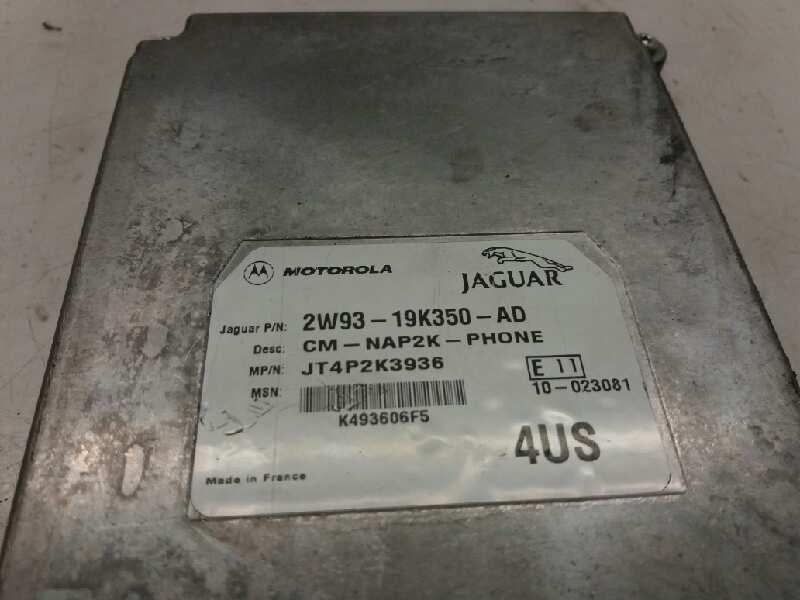 MOTOROLA
JAGUAR
Jaguar P/N: 2W93-19K350-AD
Desc: CM-NAP2K-PHONE
MP/N: JT4P2K3936
E 11
MSN:
10-023081
K493606F5
4US
Made in France